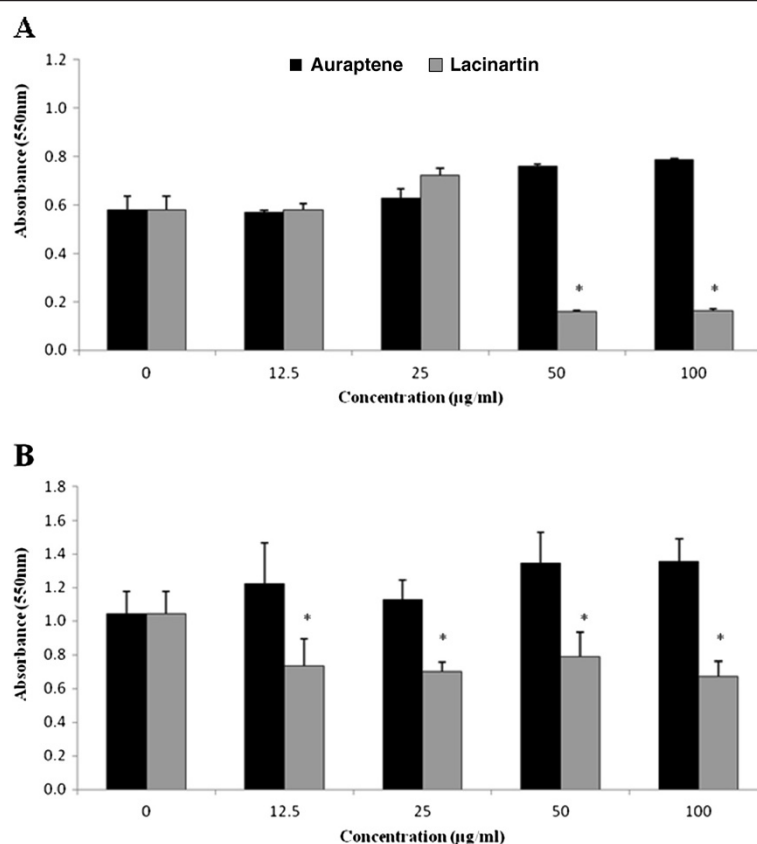 A
Auraptene Lacinartin
Absorbance (550nm)
1.2
1.0
0.8
0.6
0.4
0.2
0.0
* *
0 12.5 25 50 100
Concentration (µg/ml)
B
Absorbance (550nm)
1.8
1.6
1.4
1.2
1.0
0.8
0.6
0.4
0.2
0.0
* * * *
0 12.5 25 50 100
Concentration (µg/ml)